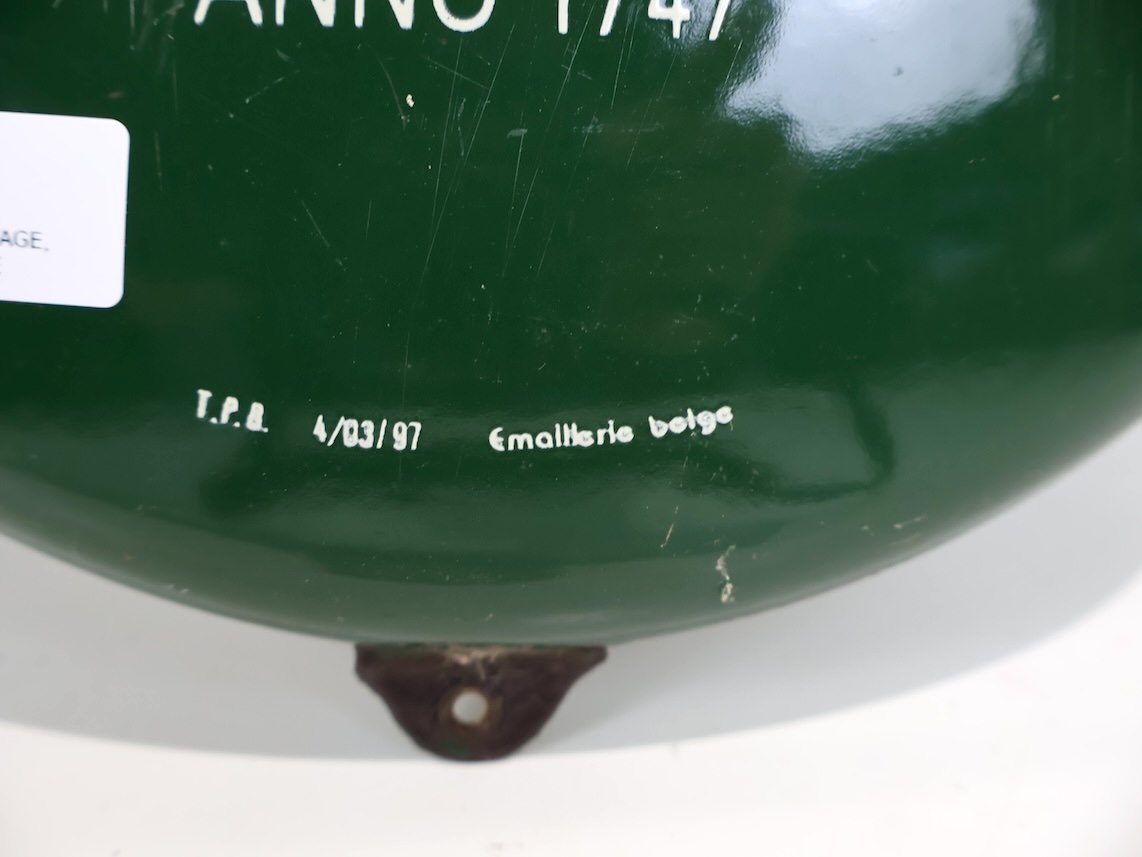 ANNO 1747
AGE,
T.P.B. 4/03/97 Emaillerie belge